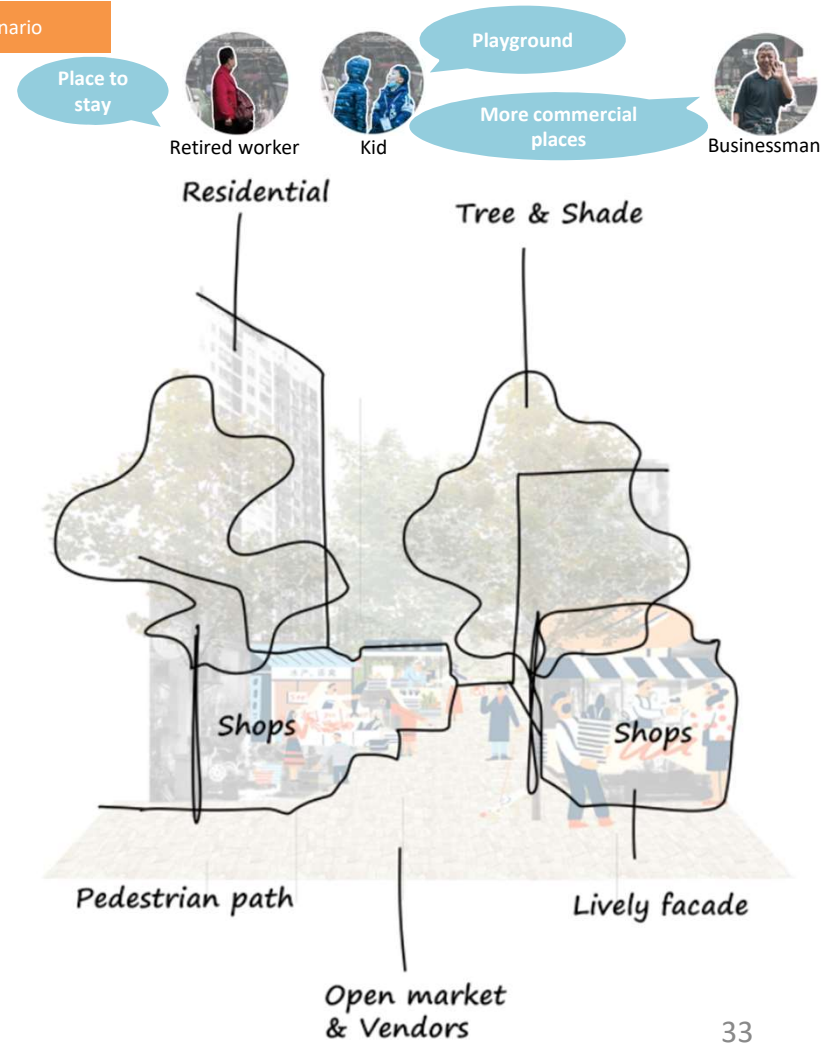 nario
Playground
Place to
stay
More commercial
places
Retired worker
Kid
Businessman
Residential
Tree & Shade
Shops
Shops
Pedestrian path
Lively facade
Open market
& Vendors
33